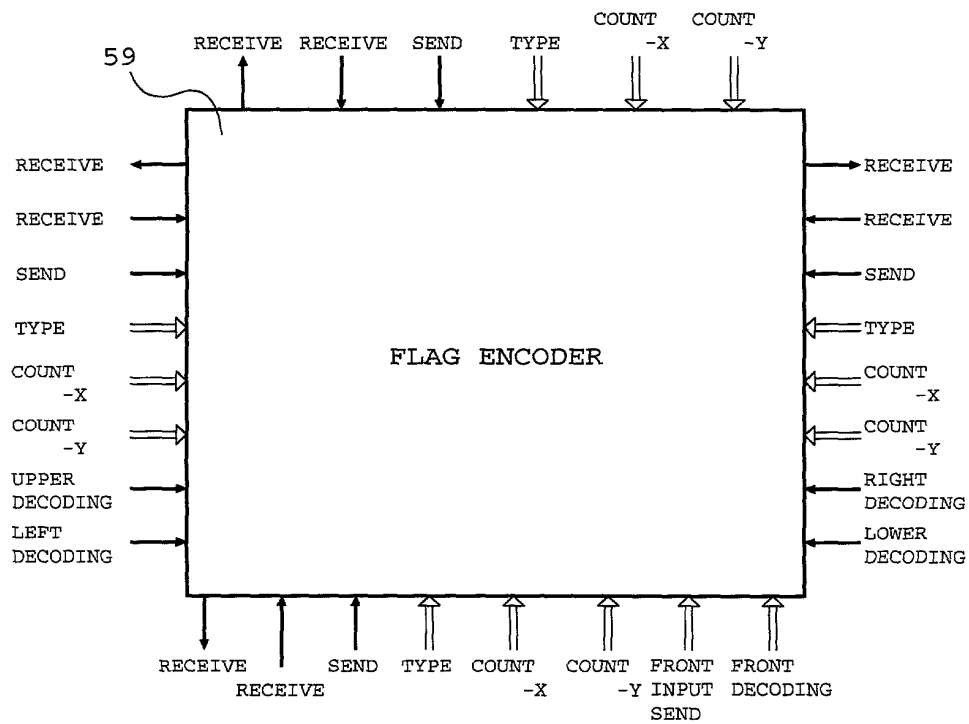 COUNT COUNT
RECEIVE RECEIVE SEND TYPE -X ~Y
59
RECEIVE RECEIVE
RECEIVE RECEIVE
SEND SEND
TYPE TYPE
FLAG ENCODER
COUNT COUNT
-X -X
COUNT COUNT
-Y -Y
UPPER RIGHT
DECODING DECODING
LEFT LOWER
DECODING DECODING
RECEIVE SEND TYPE COUNT COUNT FRONT FRONT
RECEIVE -X -Y INPUT DECODING
SEND